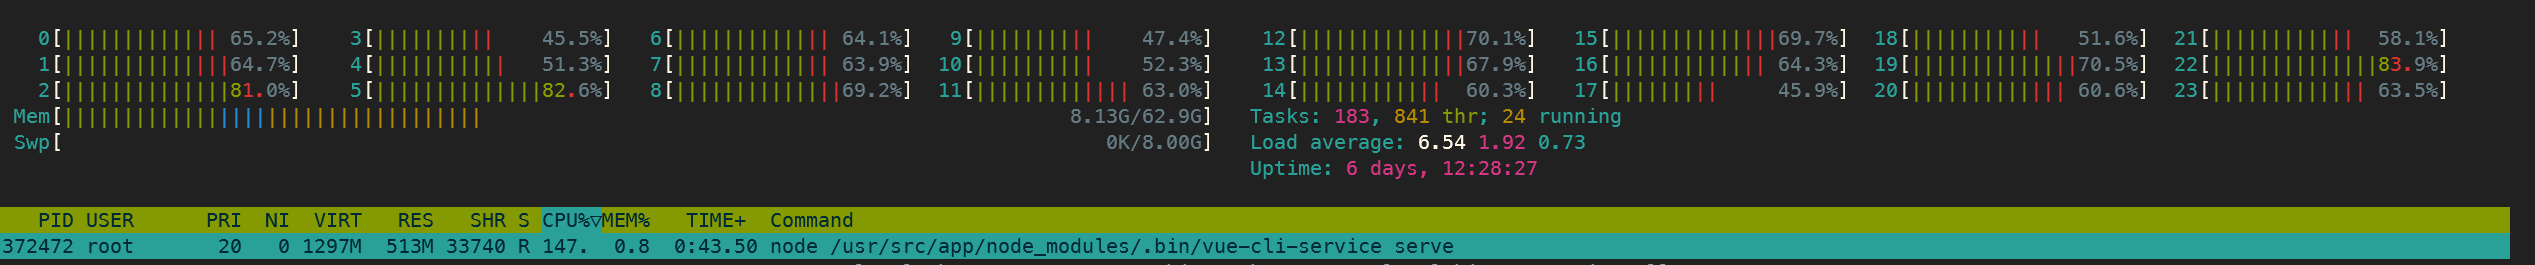 0[||||||||||||| 65.2%] 3[|||||||||| 45.5%] 6[||||||||||||| 64.1%] 9[|||||||||| 47.4%] 12[||||||||||||||70.1%] 15[||||||||||||||69.7%] 18[||||||||||| 51.6%] 21[|||||||||||| 58.1%]
1[||||||||||||||64.7%] 4[||||||||||| 51.3%] 7[||||||||||||| 63.9%] 10[|||||||||| 52.3%] 13[||||||||||||||67.9%] 16[||||||||||||| 64.3%] 19[||||||||||||||70.5%] 22[||||||||||||||83.9%]
2[||||||||||||||81.0%] 5[||||||||||||||82.6%] 8[||||||||||||||69.2%] 11[||||||||||||| 63.0%] 14[|||||||||||| 60.3%] 17[||||||||| 45.9%] 20[||||||||||||| 60.6%] 23[||||||||||||| 63.5%]
Mem[||||||||||||||||||||||||||||||||||| 8.13G/62.9G] Tasks: 183, 841 thr; 24 running
Swp[ 0K/8.00G] Load average: 6.54 1.92 0.73
Uptime: 6 days, 12:28:27
PID USER PRI NI VIRT RES SHR S CPU%▽MEM% TIME+ Command
372472 root 20 0 1297M 513M 33740 R 147. 0.8 0:43.50 node /usr/src/app/node_modules/.bin/vue-cli-service serve